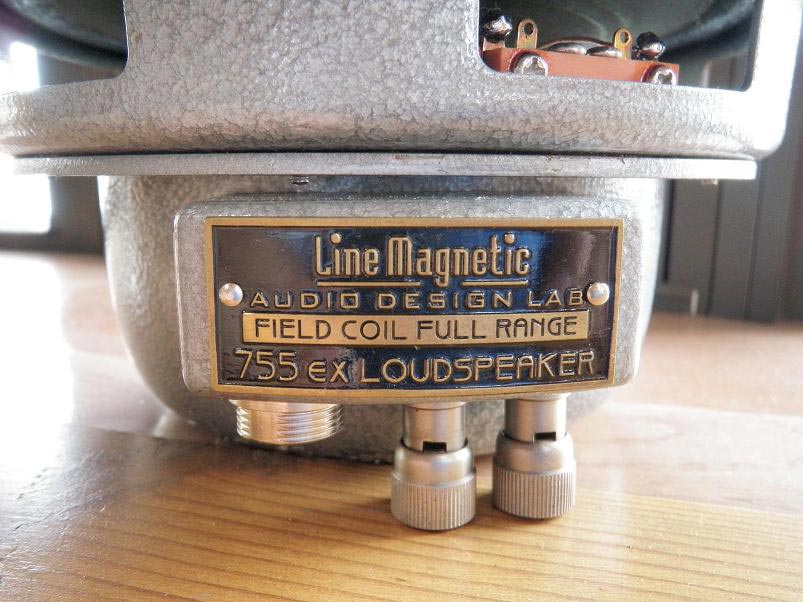 Line Magnetic
AUDIO DESIGN LAB
FIELD COIL FULL RANGE
755 EX LOUDSPEAKER